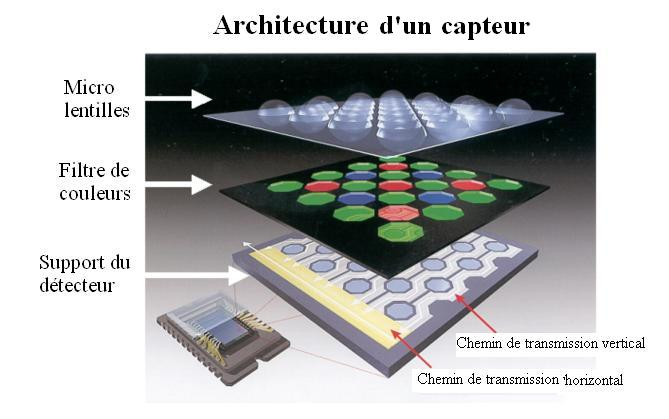 Architecture d'un capteur
Micro
lentilles
Filtre de
couleurs
Support du
détecteur
Chemin de transmission vertical
Chemin de transmission horizontal